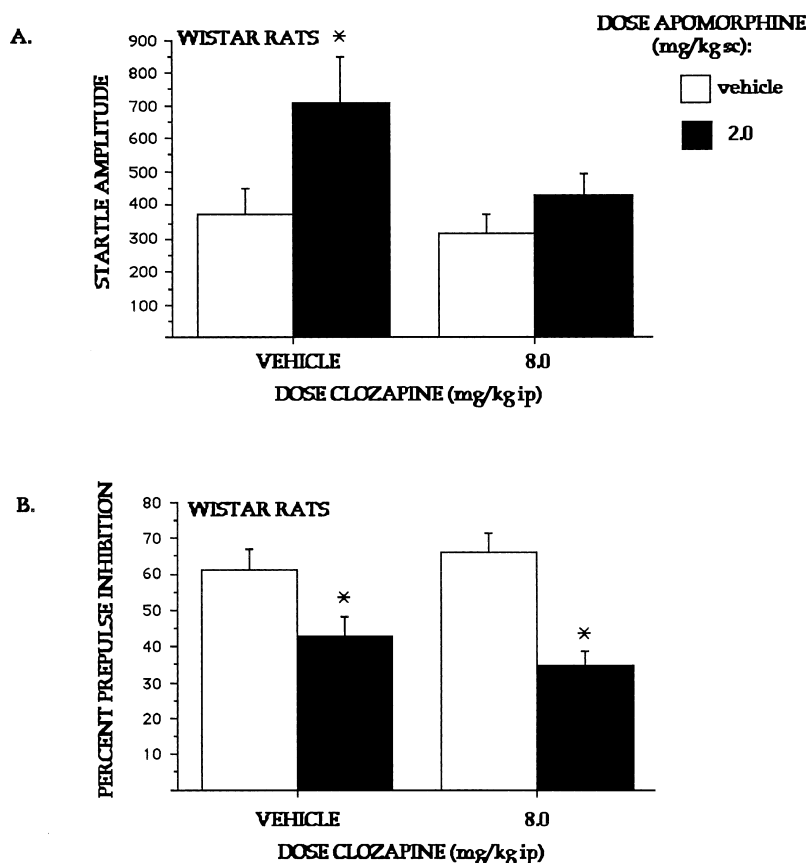 A.
WISTAR RATS
*
DOSE APOMORPHINE
(mg/kg sc):
vehicle
2.0
STARTLE AMPLITUDE
900
800
700
600
500
400
300
200
100
VEHICLE
8.0
DOSE CLOZAPINE (mg/kg ip)
B.
WISTAR RATS
*
*
PERCENT PREPULSE INHIBITION
80
70
60
50
40
30
20
10
VEHICLE
8.0
DOSE CLOZAPINE (mg/kg ip)